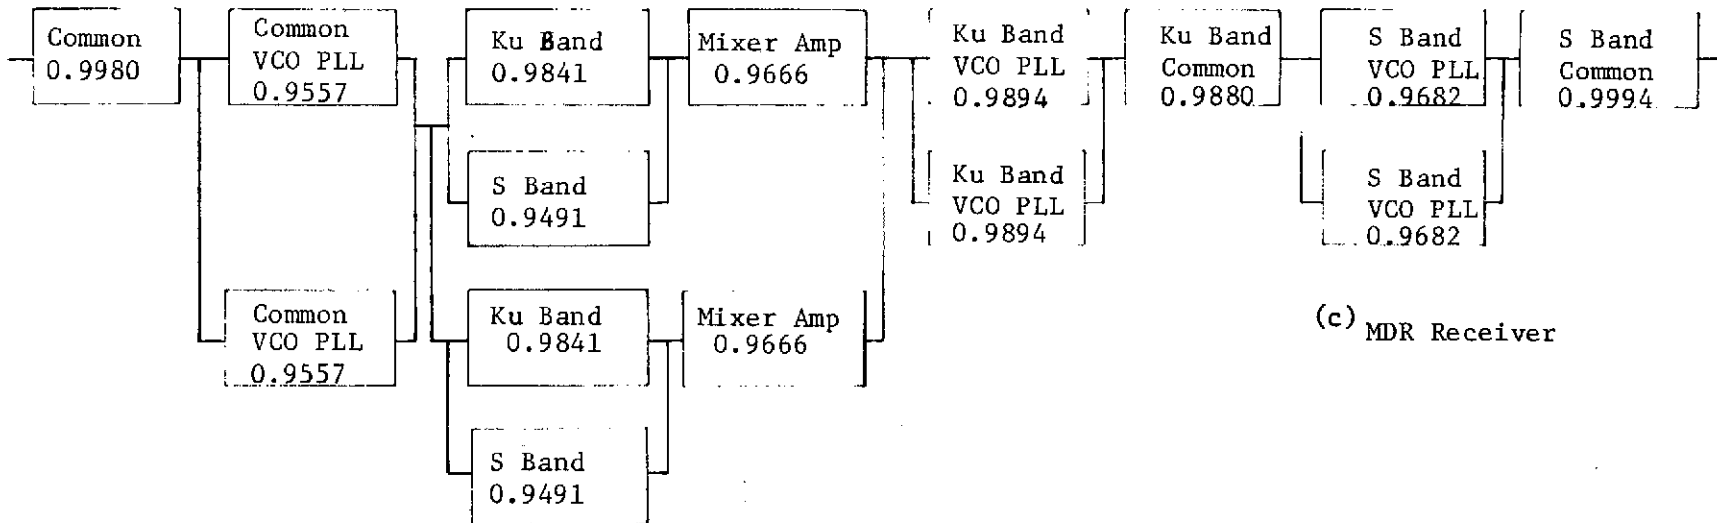 Common
0.9980
Common
VCO PLL
0.9557
Ku Band
0.9841
Mixer Amp
0.9666
Ku Band
VCO PLL
0.9894
Ku Band
Common
0.9880
S Band
VCO PLL
0.9682
S Band
Common
0.9994
S Band
0.9491
Ku Band
VCO PLL
0.9894
S Band
VCO PLL
0.9682
Common
VCO PLL
0.9557
Ku Band
0.9841
Mixer Amp
0.9666
(c) MDR Receiver
S Band
0.9491